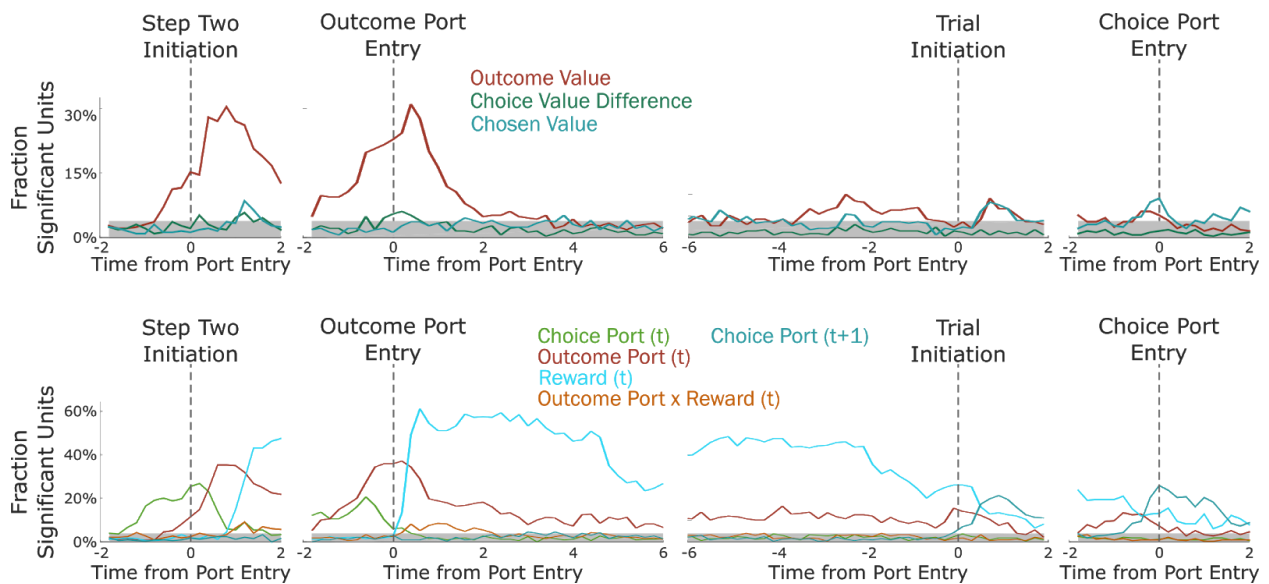 Step Two
Initiation
Outcome Port
Entry
Trial
Initiation
Choice Port
Entry
Outcome Value
Choice Value Difference
Chosen Value
Fraction
Significant Units
30%
15%
0%
-2 0 2
0 2 4 6
-6 -4 -2 0 2
-2 0 2
Time from Port Entry
Time from Port Entry
Time from Port Entry
Time from Port Entry
Step Two
Initiation
Outcome Port
Entry
Trial
Initiation
Choice Port
Entry
Choice Port (t)
Choice Port (t+1)
Outcome Port (t)
Reward (t)
Outcome Port x Reward (t)
Fraction
Significant Units
60%
40%
20%
0%
-2 0 2
-2 0 2 4 6
-6 -4 -2 0 2
-2 0 2
Time from Port Entry
Time from Port Entry
Time from Port Entry
Time from Port Entry